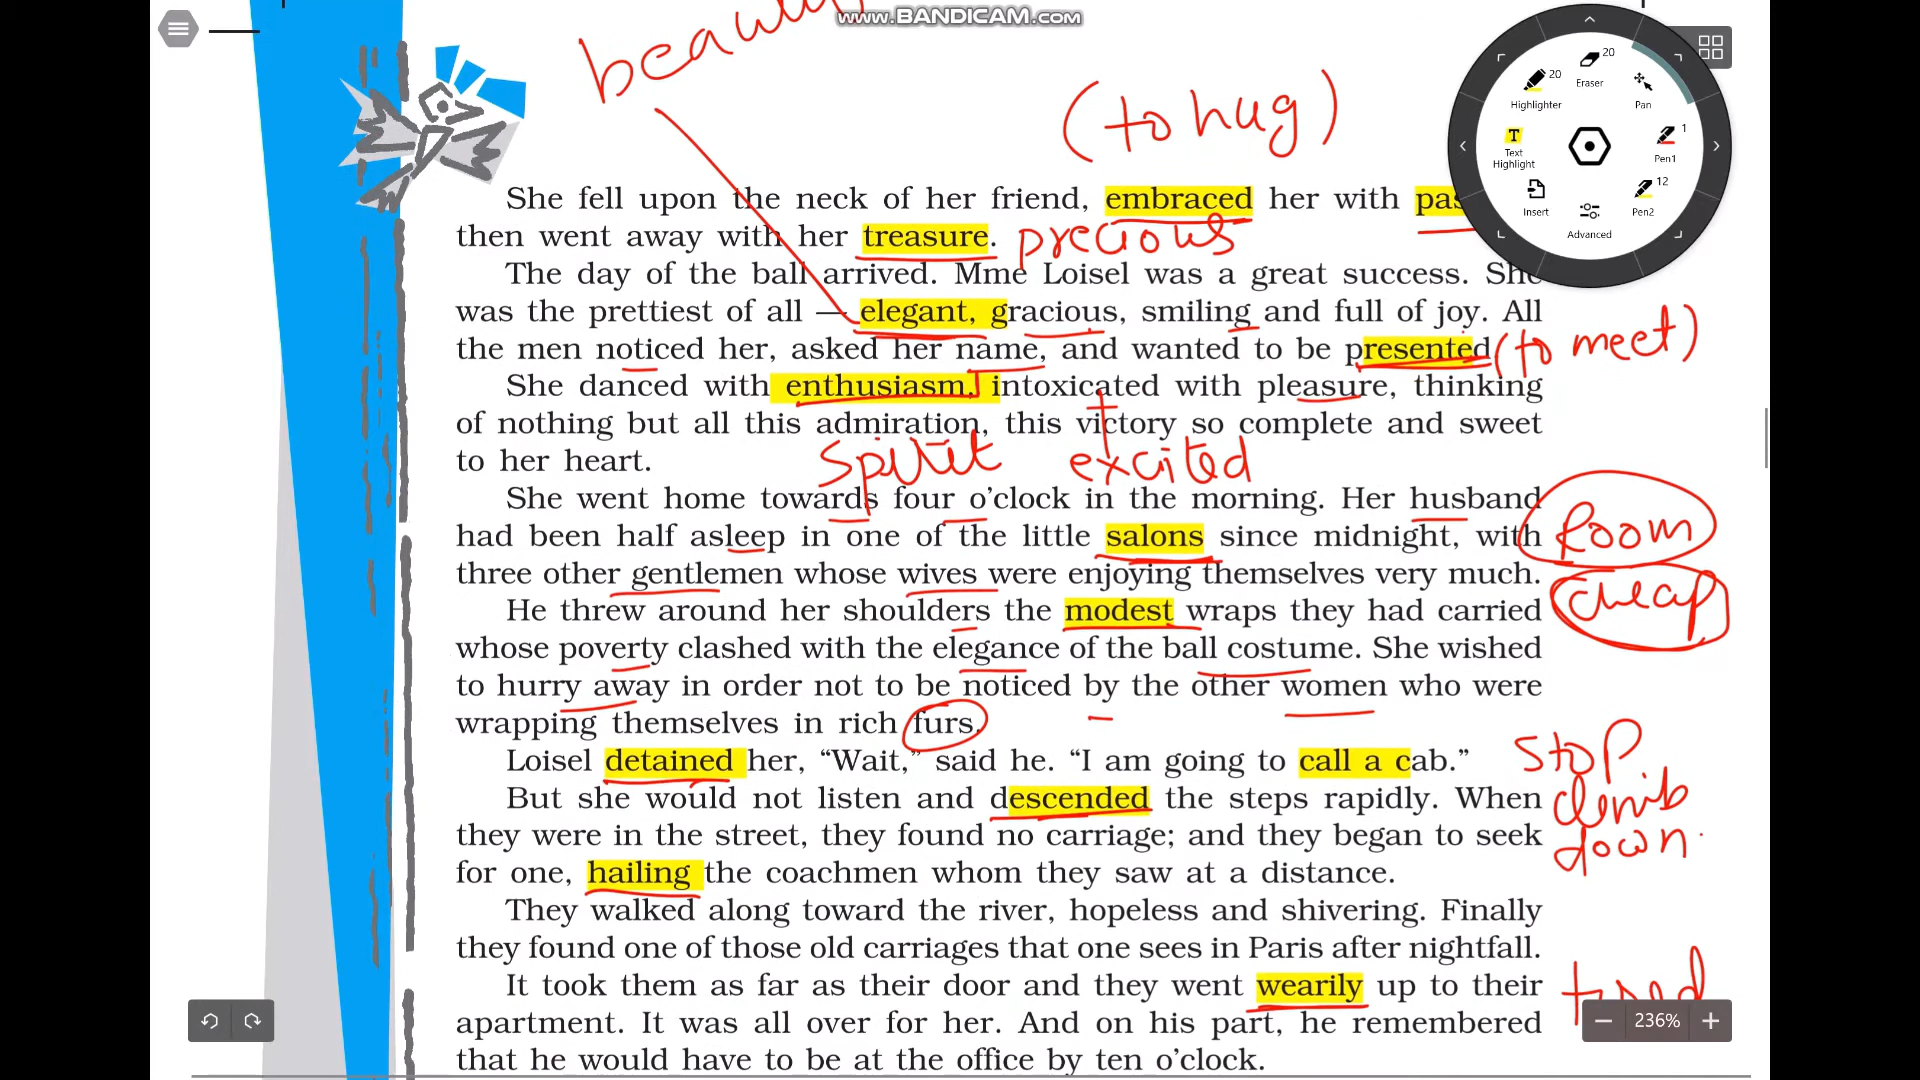 www.BANDICAM.com
20
Eraser
20
Highlighter
Pan
T
Text
Highlight
1
Pen1
Insert
12
Pen2
Advanced
(to hug)
She fell upon the neck of her friend, embraced her with
then went away with her treasure. precious
The day of the ball arrived. Mme Loisel was a great success. She
was the prettiest of all — elegant, gracious, smiling and full of joy. All
the men noticed her, asked her name, and wanted to be presented (to meet)
She danced with enthusiasm, intoxicated with pleasure, thinking
of nothing but all this admiration, this victory so complete and sweet
to her heart. spirit excited
She went home towards four o’clock in the morning. Her husband
had been half asleep in one of the little salons since midnight, with Room
three other gentlemen whose wives were enjoying themselves very much.
He threw around her shoulders the modest wraps they had carried cheap
whose poverty clashed with the elegance of the ball costume. She wished
to hurry away in order not to be noticed by the other women who were
wrapping themselves in rich furs.
Loisel detained her, “Wait,” said he. “I am going to call a cab.” Stop
But she would not listen and descended the steps rapidly. When climb
they were in the street, they found no carriage; and they began to seek down.
for one, hailing the coachmen whom they saw at a distance.
They walked along toward the river, hopeless and shivering. Finally
they found one of those old carriages that one sees in Paris after nightfall.
It took them as far as their door and they went wearily up to their
apartment. It was all over for her. And on his part, he remembered
that he would have to be at the office by ten o’clock.
236%